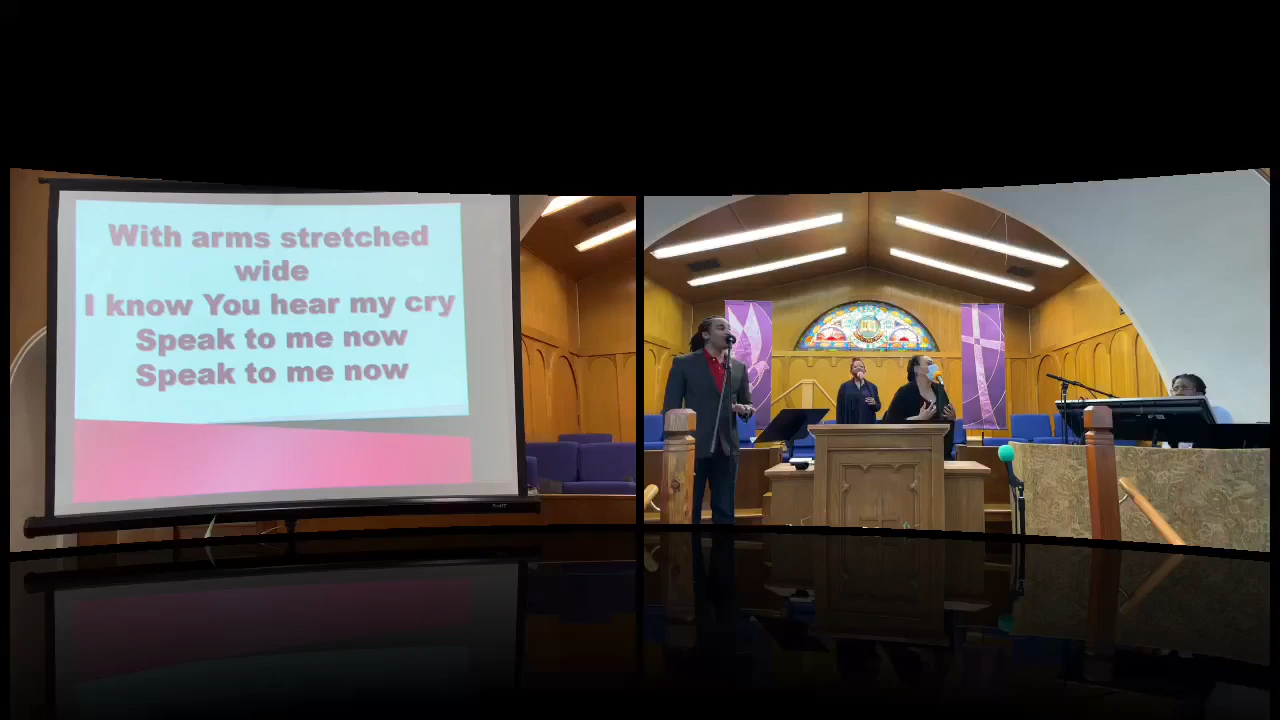 With arms stretched
wide
I know You hear my cry
Speak to me now
Speak to me now